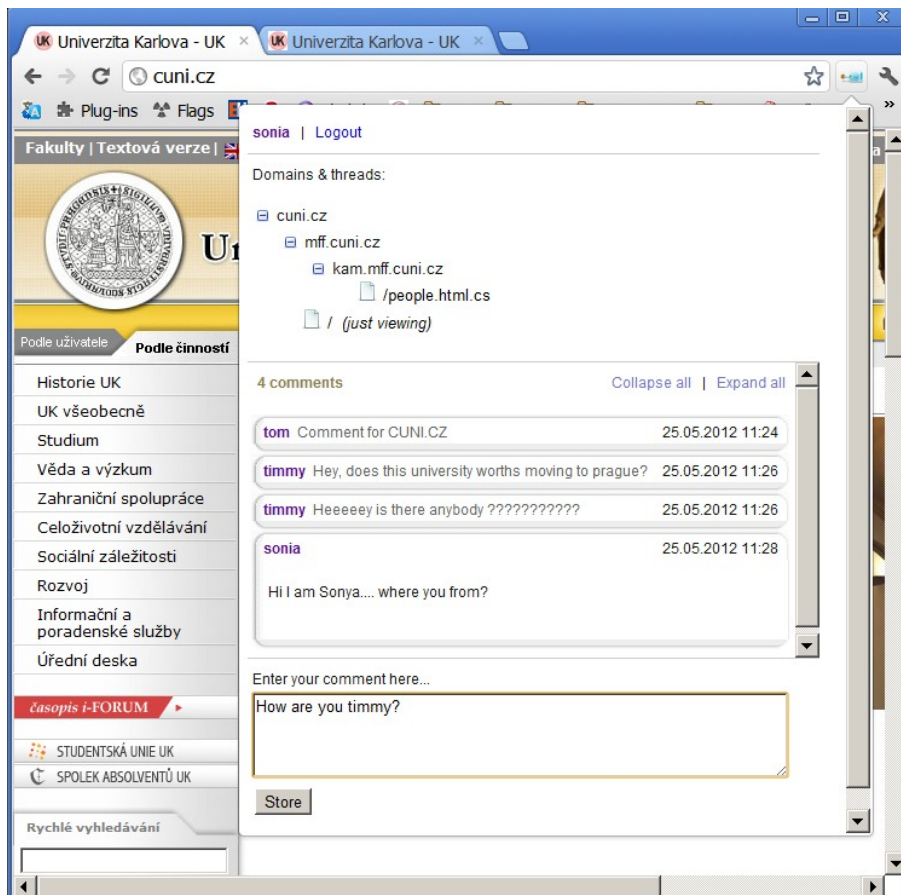 Univerzita Karlova - UK × Univerzita Karlova - UK ×
cuni.cz
Plug-ins Flags »
Fakulty | Textová verze |
sonia | Logout
Domains & threads:
cuni.cz
mff.cuni.cz
kam.mff.cuni.cz
/people.html.cs
/ (just viewing)
Podle uživatele Podle činností
Historie UK
UK všeobecně
Studium
Věda a výzkum
Zahraniční spolupráce
Celoživotní vzdělávání
Sociální záležitosti
Rozvoj
Informační a
poradenské služby
Úřední deska
časopis i-FORUM
STUDENTSKÁ UNIE UK
SPOLEK ABSOLVENTŮ UK
Rychlé vyhledávání
4 comments Collapse all | Expand all
tom Comment for CUNI.CZ 25.05.2012 11:24
timmy Hey, does this university worths moving to prague? 25.05.2012 11:26
timmy Heeeeey is there anybody ??????????? 25.05.2012 11:26
sonia 25.05.2012 11:28
Hi I am Sonya.... where you from?
Enter your comment here...
How are you timmy?
Store